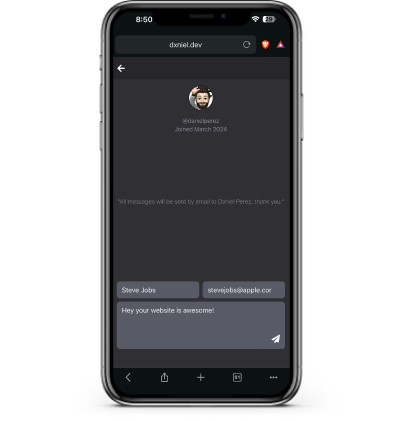 8:50
29
dxniel.dev
@danielperez
Joined March 2024
"All messages will be sent by email to Daniel Perez, thank you."
Steve Jobs
stevejobs@apple.cor
Hey your website is awesome!